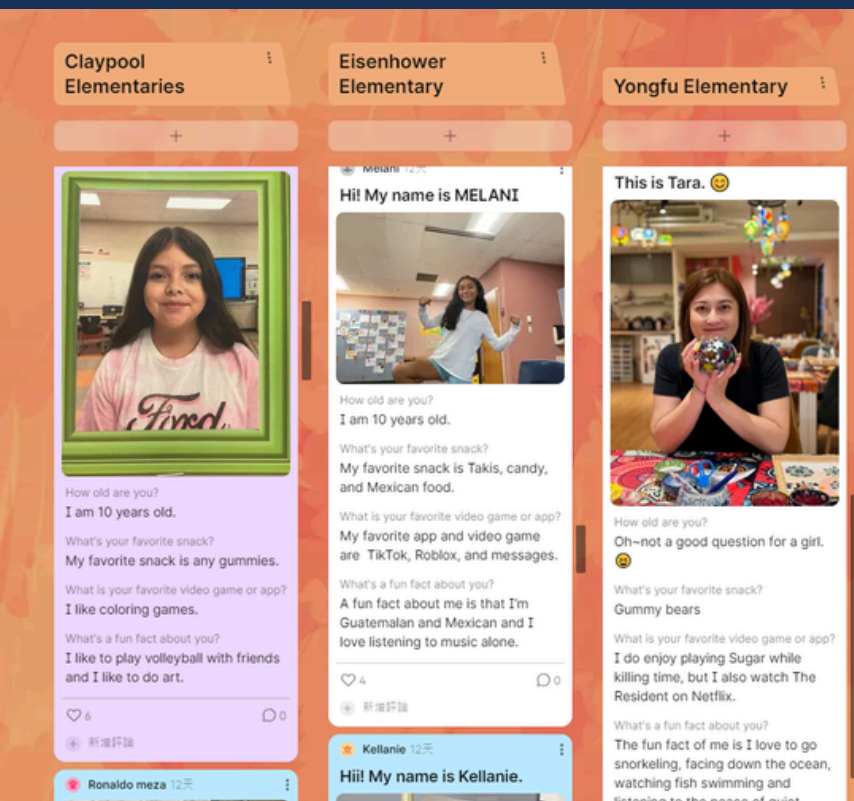 Claypool
Elementaries
+
Ford
How old are you?
I am 10 years old.
What's your favorite snack?
My favorite snack is any gummies.
What is your favorite video game or app?
I like coloring games.
What's a fun fact about you?
I like to play volleyball with friends
and I like to do art.
6
0
新增評論
Ronaldo meza 12天
Eisenhower
Elementary
+
Melani 12天
Hi! My name is MELANI
How old are you?
I am 10 years old.
What's your favorite snack?
My favorite snack is Takis, candy,
and Mexican food.
What is your favorite video game or app?
My favorite app and video game
are TikTok, Roblox, and messages.
What's a fun fact about you?
A fun fact about me is that I'm
Guatemalan and Mexican and I
love listening to music alone.
4
0
新增評論
Kellanie 12天
Hii! My name is Kellanie.
Yongfu Elementary
+
This is Tara. 😊
How old are you?
Oh~not a good question for a girl.
😆
What's your favorite snack?
Gummy bears
What is your favorite video game or app?
I do enjoy playing Sugar while
killing time, but I also watch The
Resident on Netflix.
What's a fun fact about you?
The fun fact of me is I love to go
snorkeling, facing down the ocean,
watching fish swimming and
listening to the peace of quiet